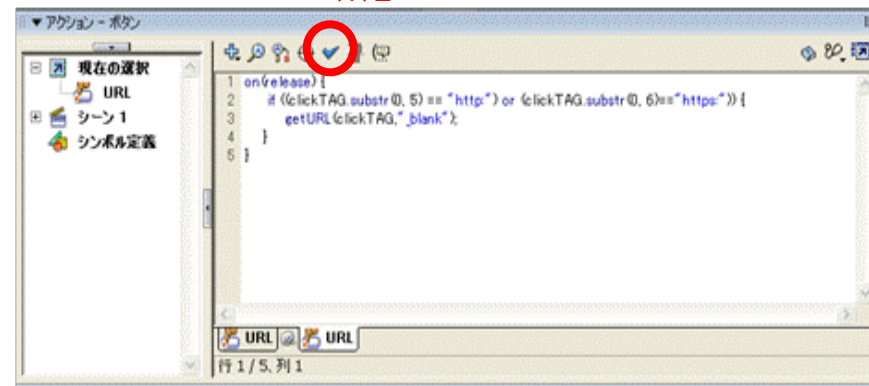 ▼ アクション - ボタン
現在の選択
URL
シーン 1
シンボル定義
1 on(release) {
2 if ((clickTAG.substr(0, 5) == "http:") or (clickTAG.substr(0, 6)=="https:")) {
3 getURL(clickTAG,"_blank");
4 }
5 }
URL URL
行 1 / 5, 列 1